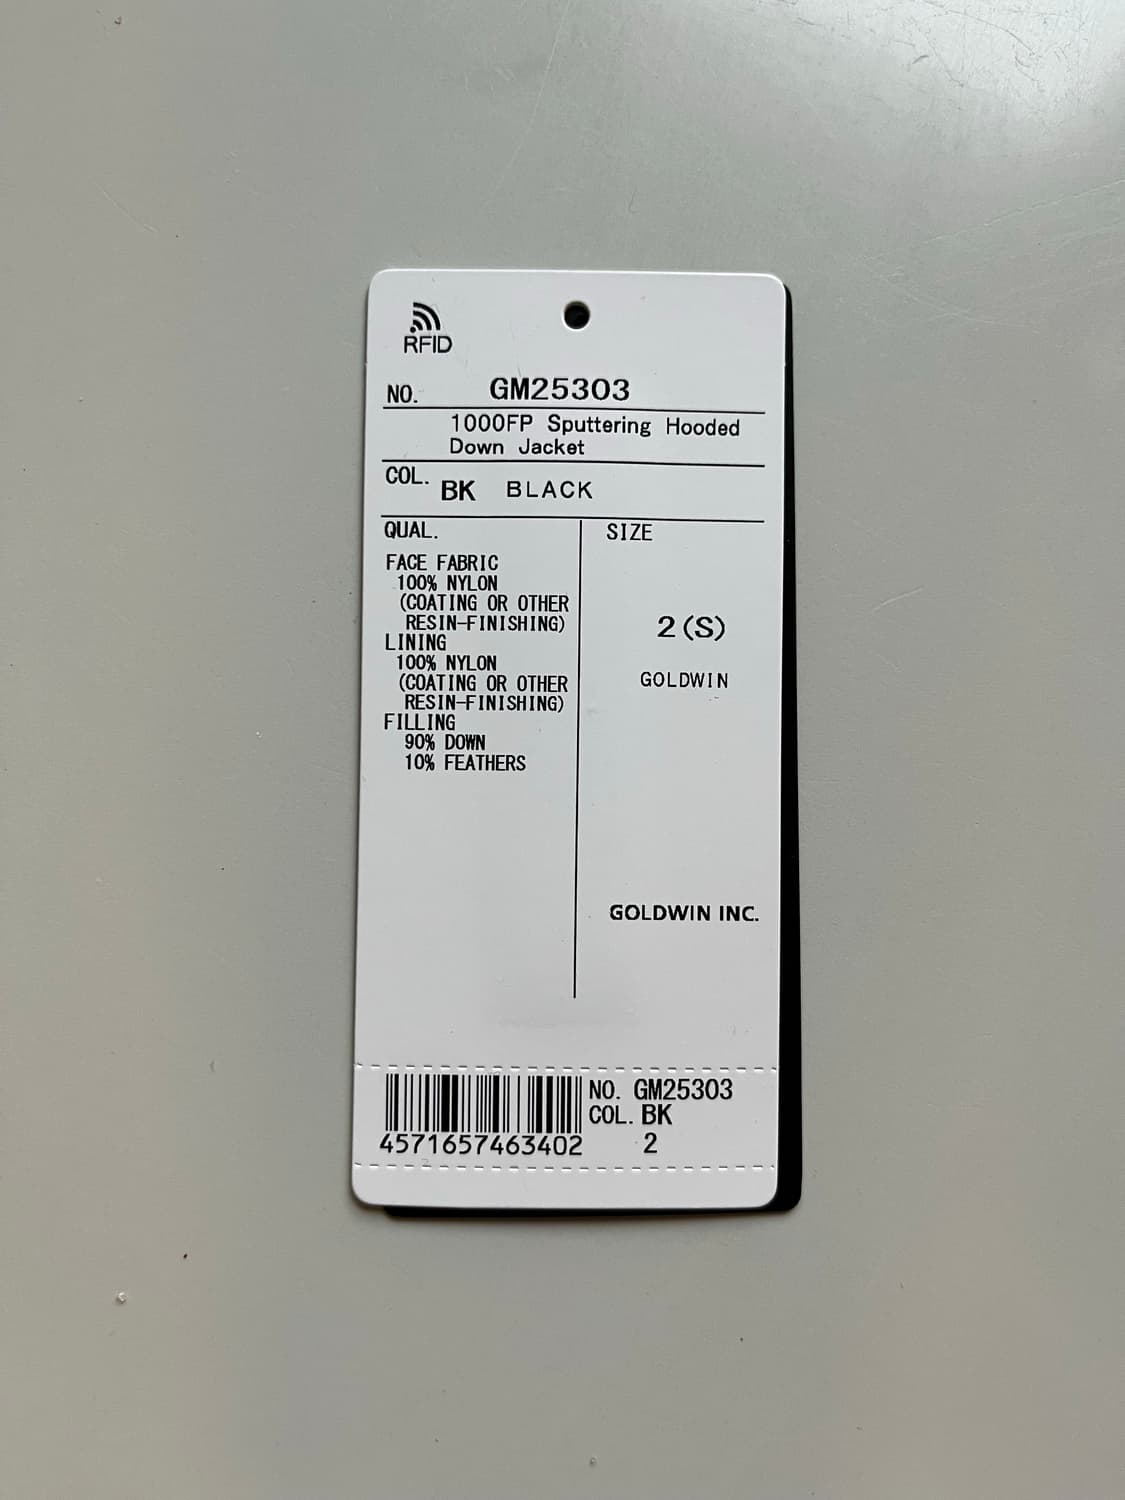 RFID
NO. GM25303
1000FP Sputtering Hooded
Down Jacket
COL. BK BLACK
QUAL.
FACE FABRIC
100% NYLON
(COATING OR OTHER
RESIN-FINISHING)
LINING
100% NYLON
(COATING OR OTHER
RESIN-FINISHING)
FILLING
90% DOWN
10% FEATHERS
SIZE
2(S)
GOLDWIN
GOLDWIN INC.
4571657463402
NO. GM25303
COL. BK
2